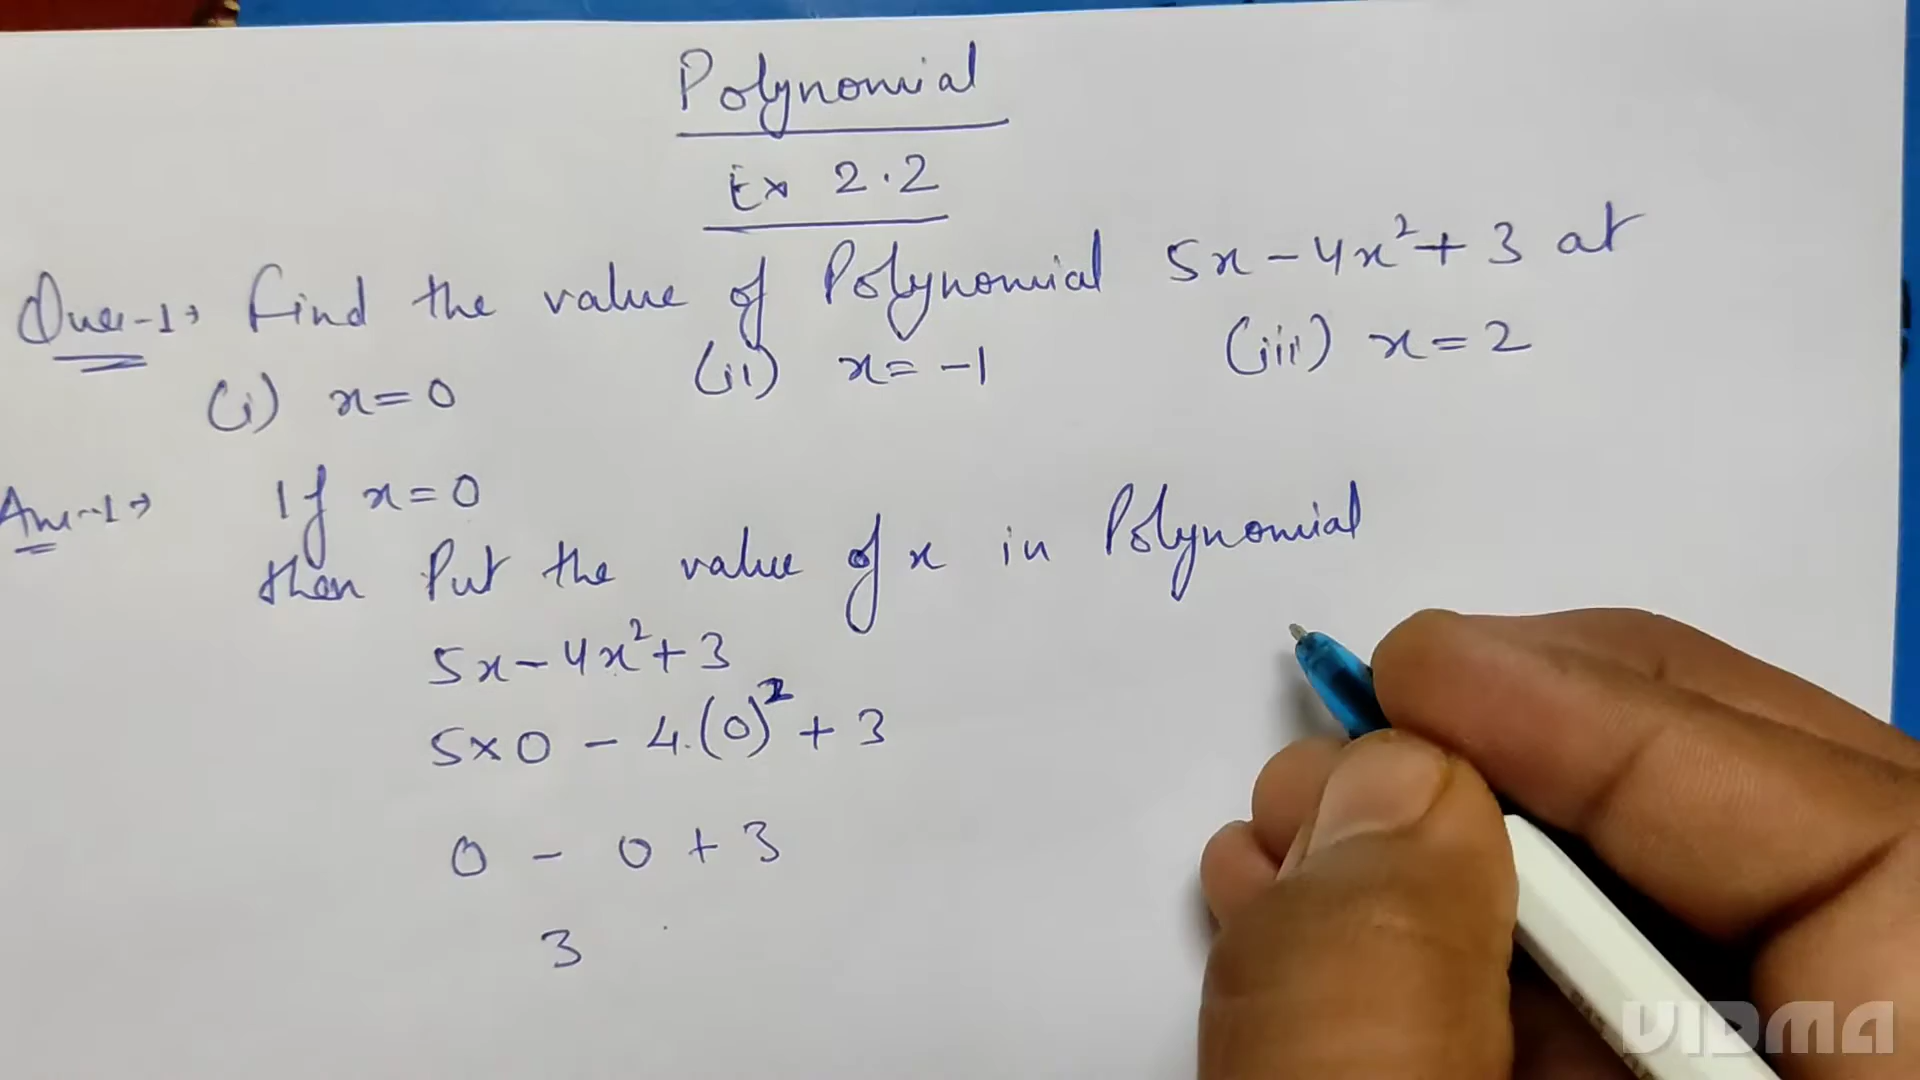 Polynomial
Ex 2.2
Ques-1→ Find the value of Polynomial 5x - 4x² + 3 at
(i) x = 0 (ii) x = -1 (iii) x = 2
Ans-1→ If x = 0
then Put the value of x in Polynomial
5x - 4x² + 3
5×0 - 4.(0)² + 3
0 - 0 + 3
3
VIDMA